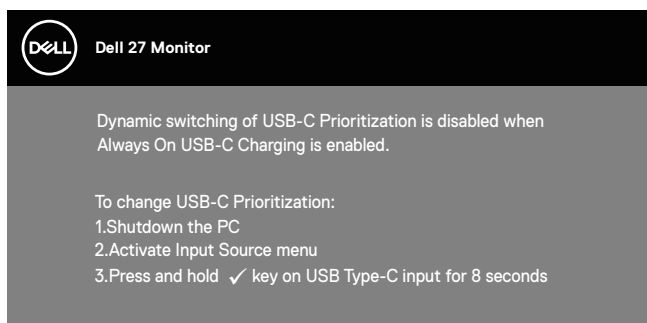 DELL Dell 27 Monitor
Dynamic switching of USB-C Prioritization is disabled when
Always On USB-C Charging is enabled.
To change USB-C Prioritization:
1.Shutdown the PC
2.Activate Input Source menu
3.Press and hold ✓ key on USB Type-C input for 8 seconds